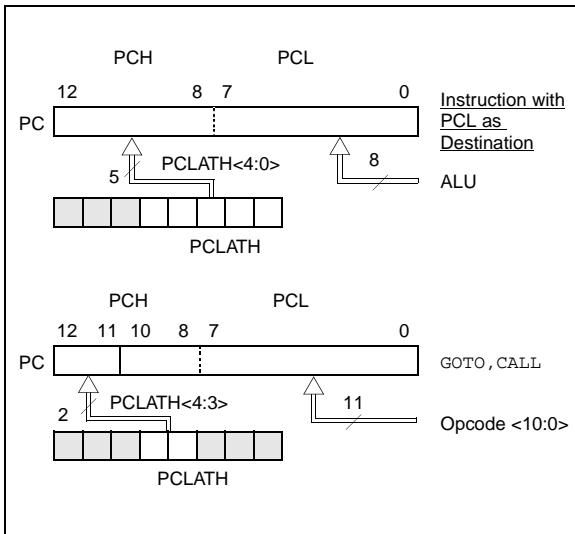 PCH PCL
12 8 7 0
PC
Instruction with
PCL as
Destination
PCLATH<4:0>
5
8
ALU
PCLATH
PCH PCL
12 11 10 8 7 0
PC
GOTO,CALL
PCLATH<4:3>
2
11
Opcode <10:0>
PCLATH